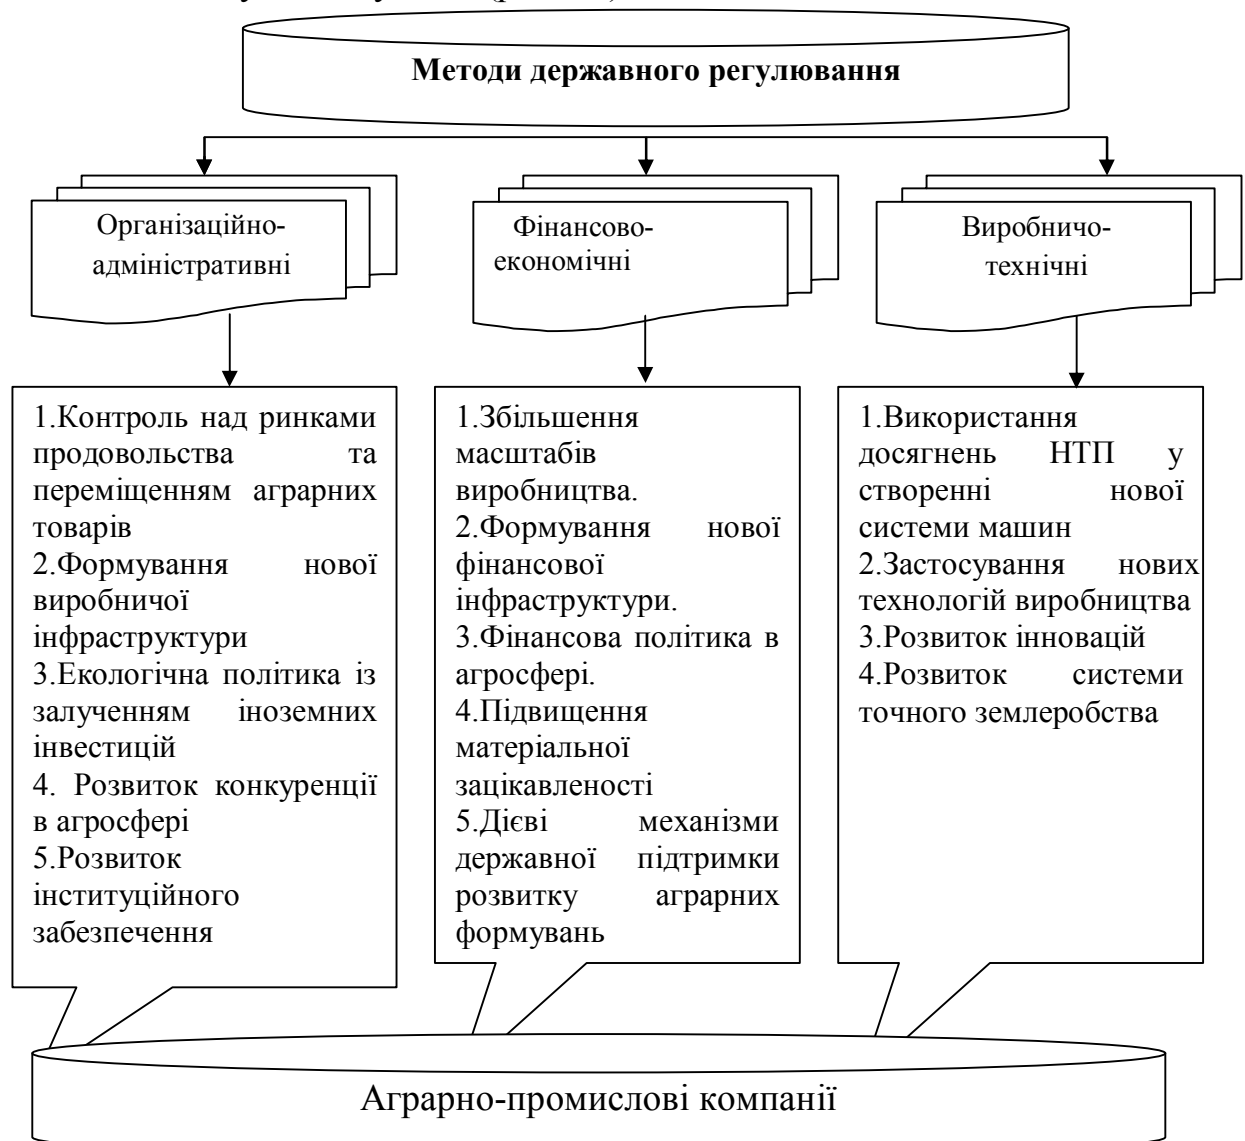 Методи державного регулювання
Організаційно-
адміністративні
Фінансово-
економічні
Виробничо-
технічні
1.Контроль над ринками
продовольства та
переміщенням аграрних
товарів
2.Формування нової
виробничої
інфраструктури
3.Екологічна політика із
залученням іноземних
інвестицій
4. Розвиток конкуренції
в агросфері
5.Розвиток
інституційного
забезпечення
1.Збільшення
масштабів
виробництва.
2.Формування нової
фінансової
інфраструктури.
3.Фінансова політика в
агросфері.
4.Підвищення
матеріальної
зацікавленості
5.Дієві механізми
державної підтримки
розвитку аграрних
формувань
1.Використання
досягнень НТП у
створенні нової
системи машин
2.Застосування нових
технологій виробництва
3.Розвиток інновацій
4.Розвиток системи
точного землеробства
Аграрно-промислові компанії